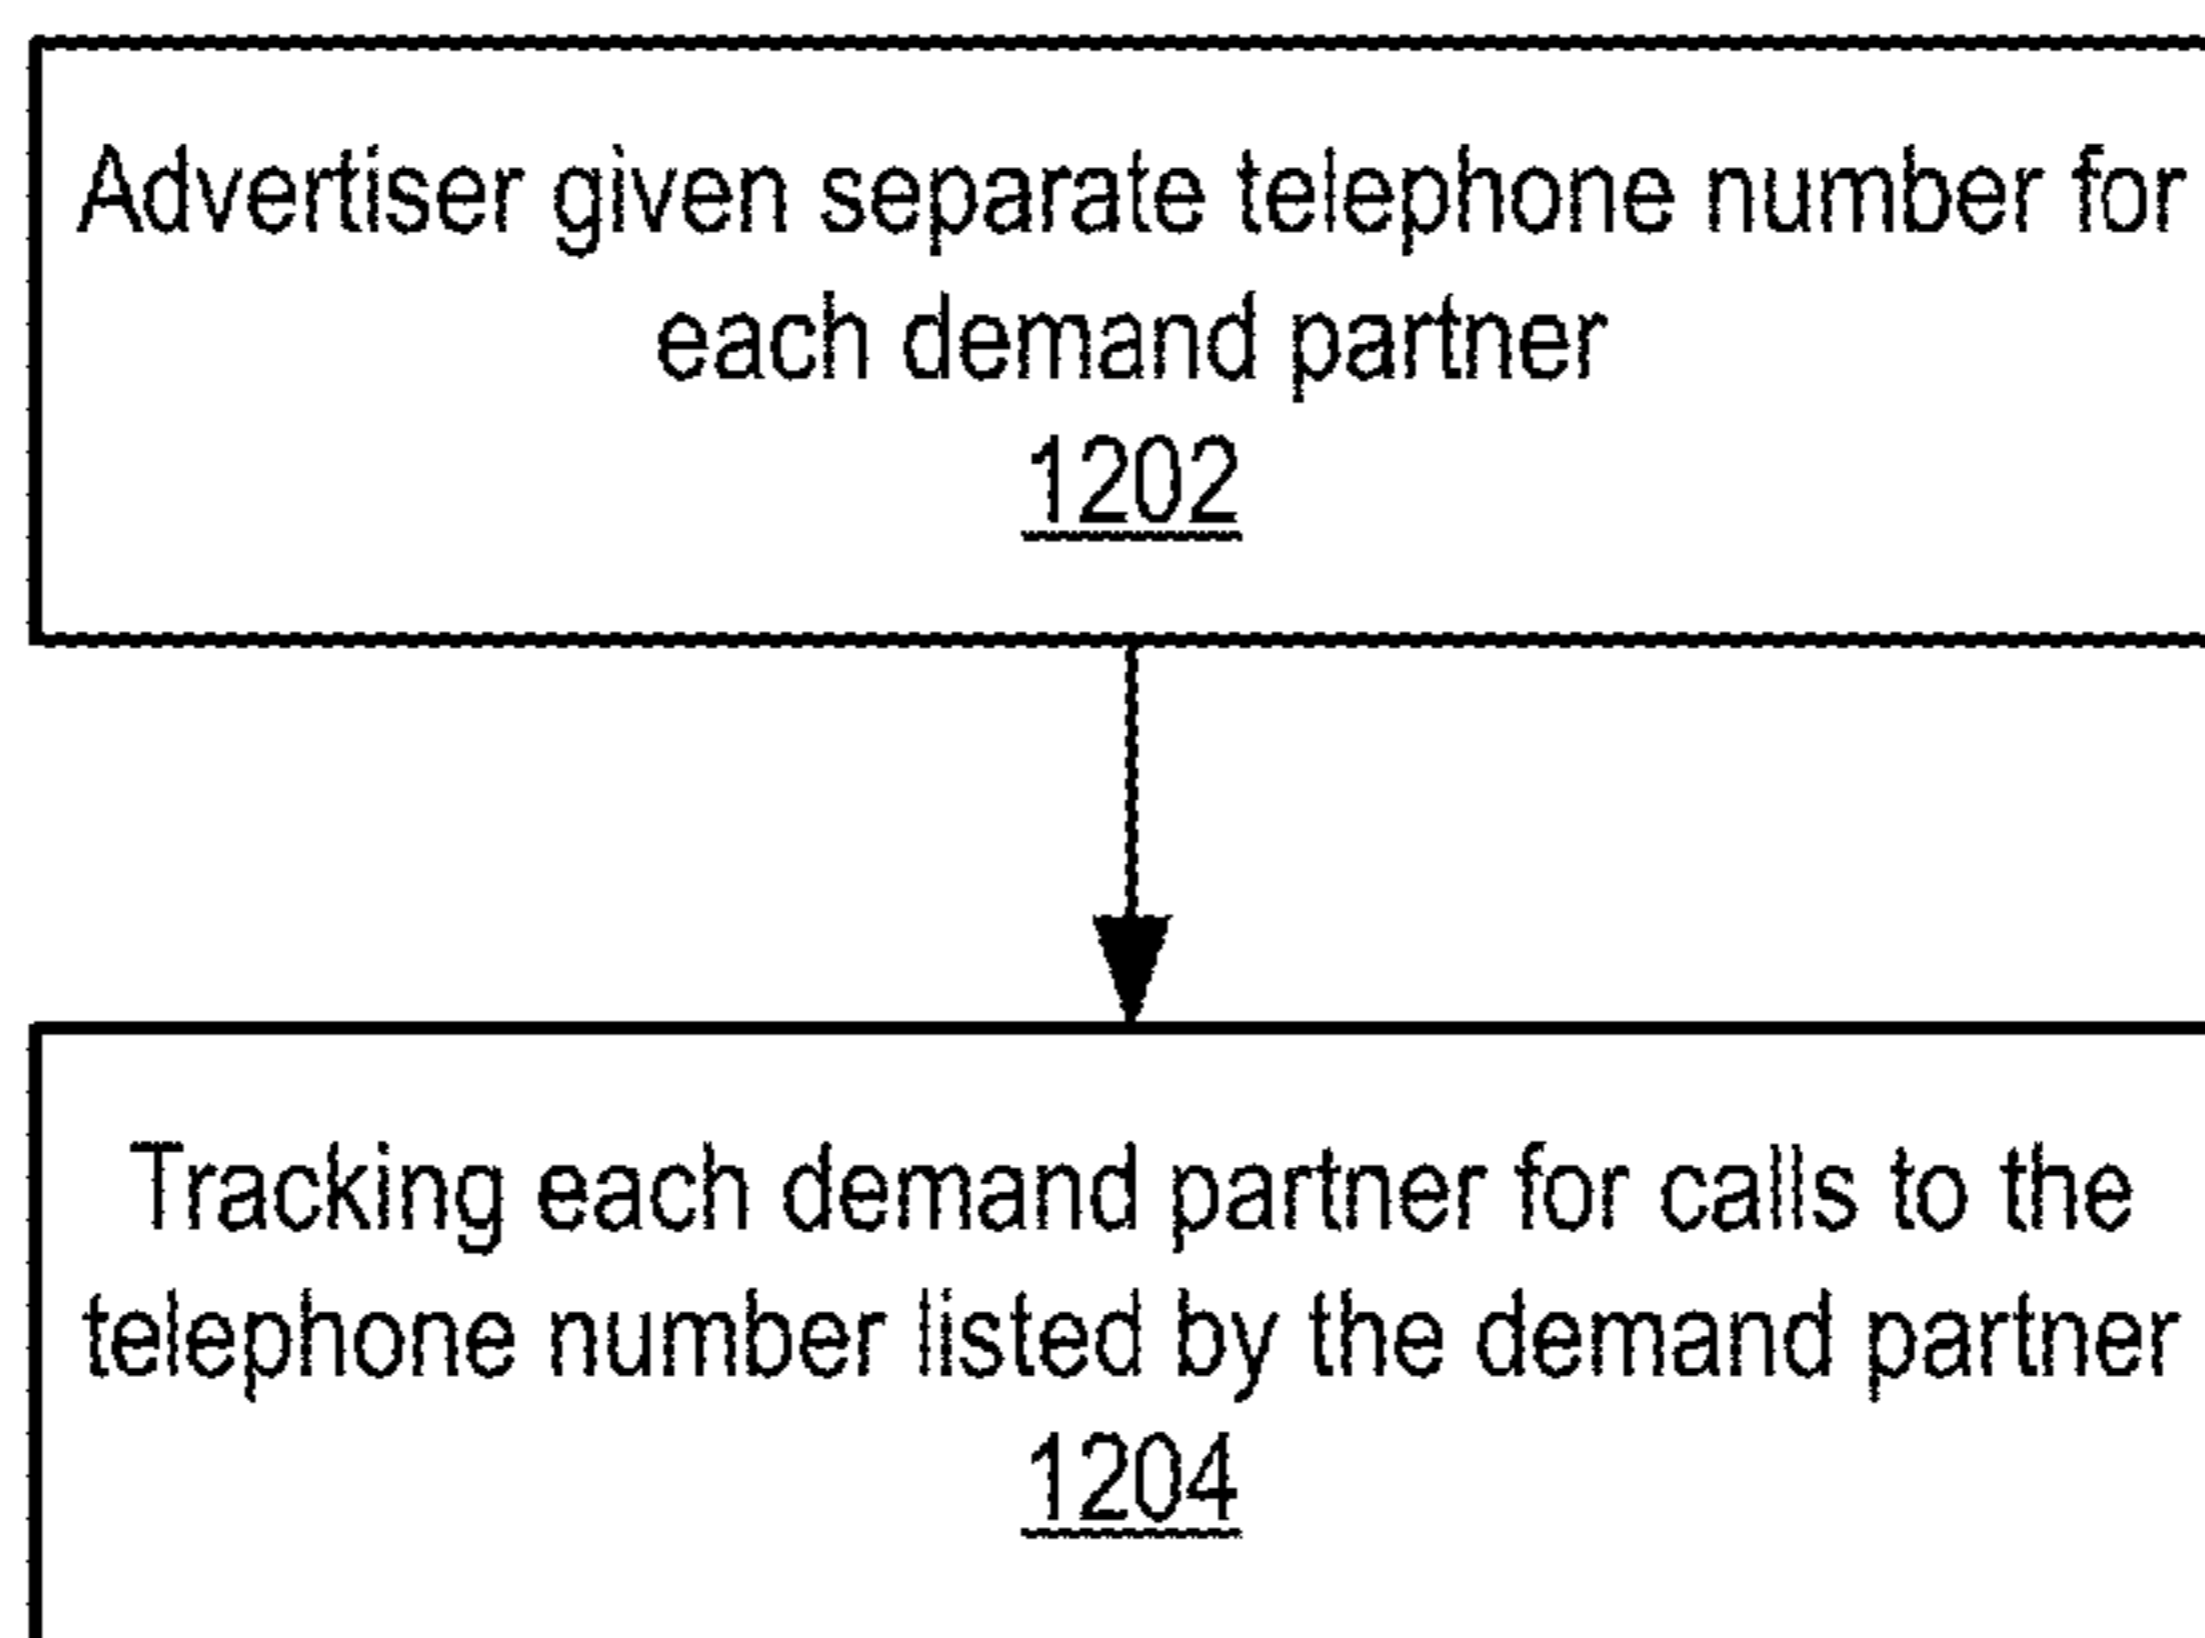 Advertiser given separate telephone number for
each demand partner
1202
Tracking each demand partner for calls to the
telephone number listed by the demand partner
1204